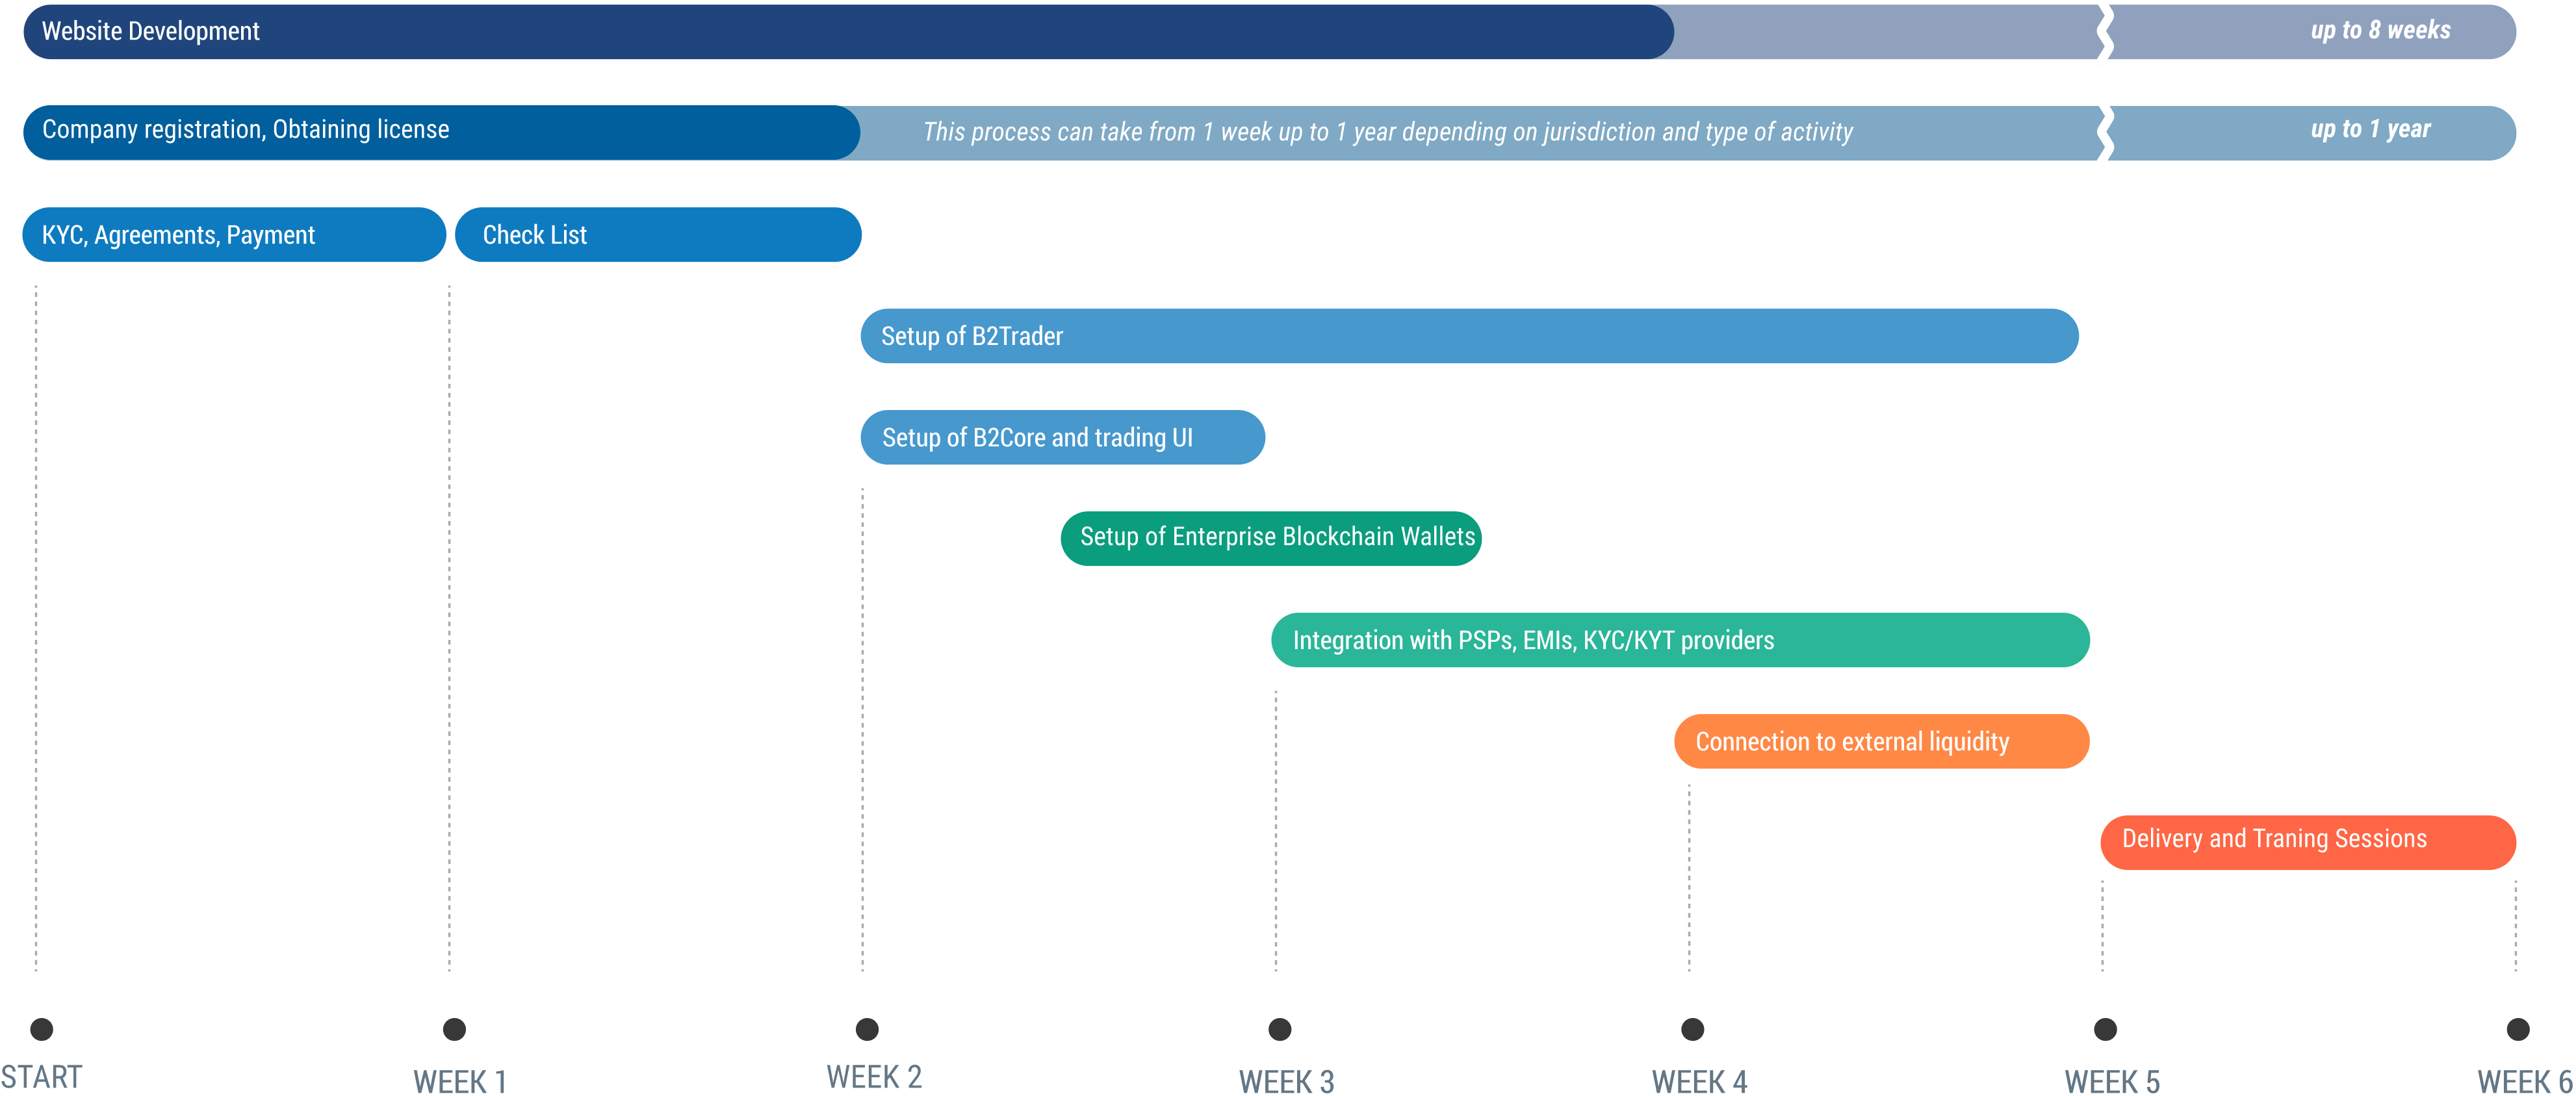 Website Development
up to 8 weeks
Company registration, Obtaining license
This process can take from 1 week up to 1 year depending on jurisdiction and type of activity
up to 1 year
KYC, Agreements, Payment
Check List
Setup of B2Trader
Setup of B2Core and trading UI
Setup of Enterprise Blockchain Wallets
Integration with PSPs, EMIs, KYC/KYT providers
Connection to external liquidity
Delivery and Traning Sessions
START
WEEK 1
WEEK 2
WEEK 3
WEEK 4
WEEK 5
WEEK 6